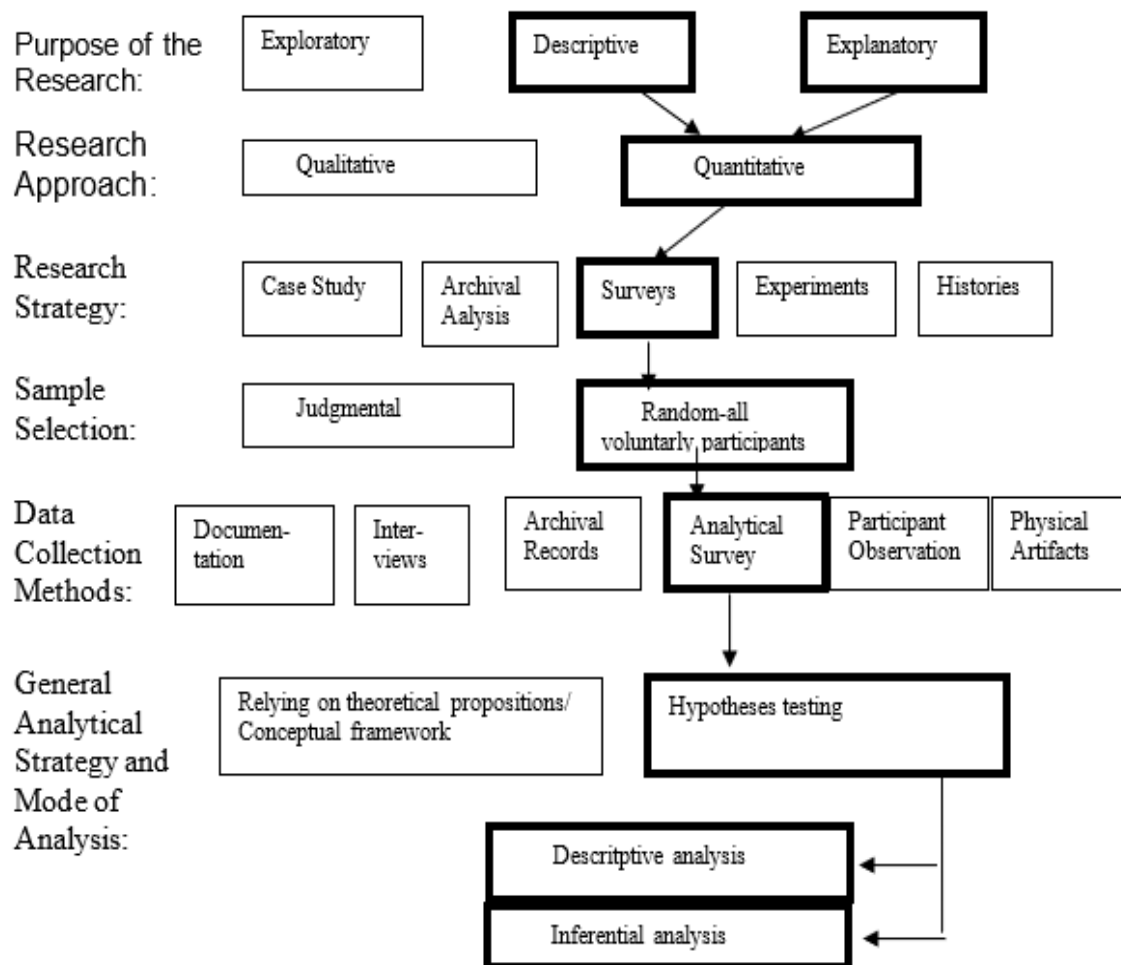 Purpose of the
Research:
Exploratory
Descriptive
Explanatory
Research
Approach:
Qualitative
Quantitative
Research
Strategy:
Case Study
Archival
Aalysis
Surveys
Experiments
Histories
Sample
Selection:
Judgmental
Random-all
voluntarly participants
Data
Collection
Methods:
Documen-
tation
Inter-
views
Archival
Records
Analytical
Survey
Participant
Observation
Physical
Artifacts
General
Analytical
Strategy and
Mode of
Analysis:
Relying on theoretical propositions/
Conceptual framework
Hypotheses testing
Descritptive analysis
Inferential analysis